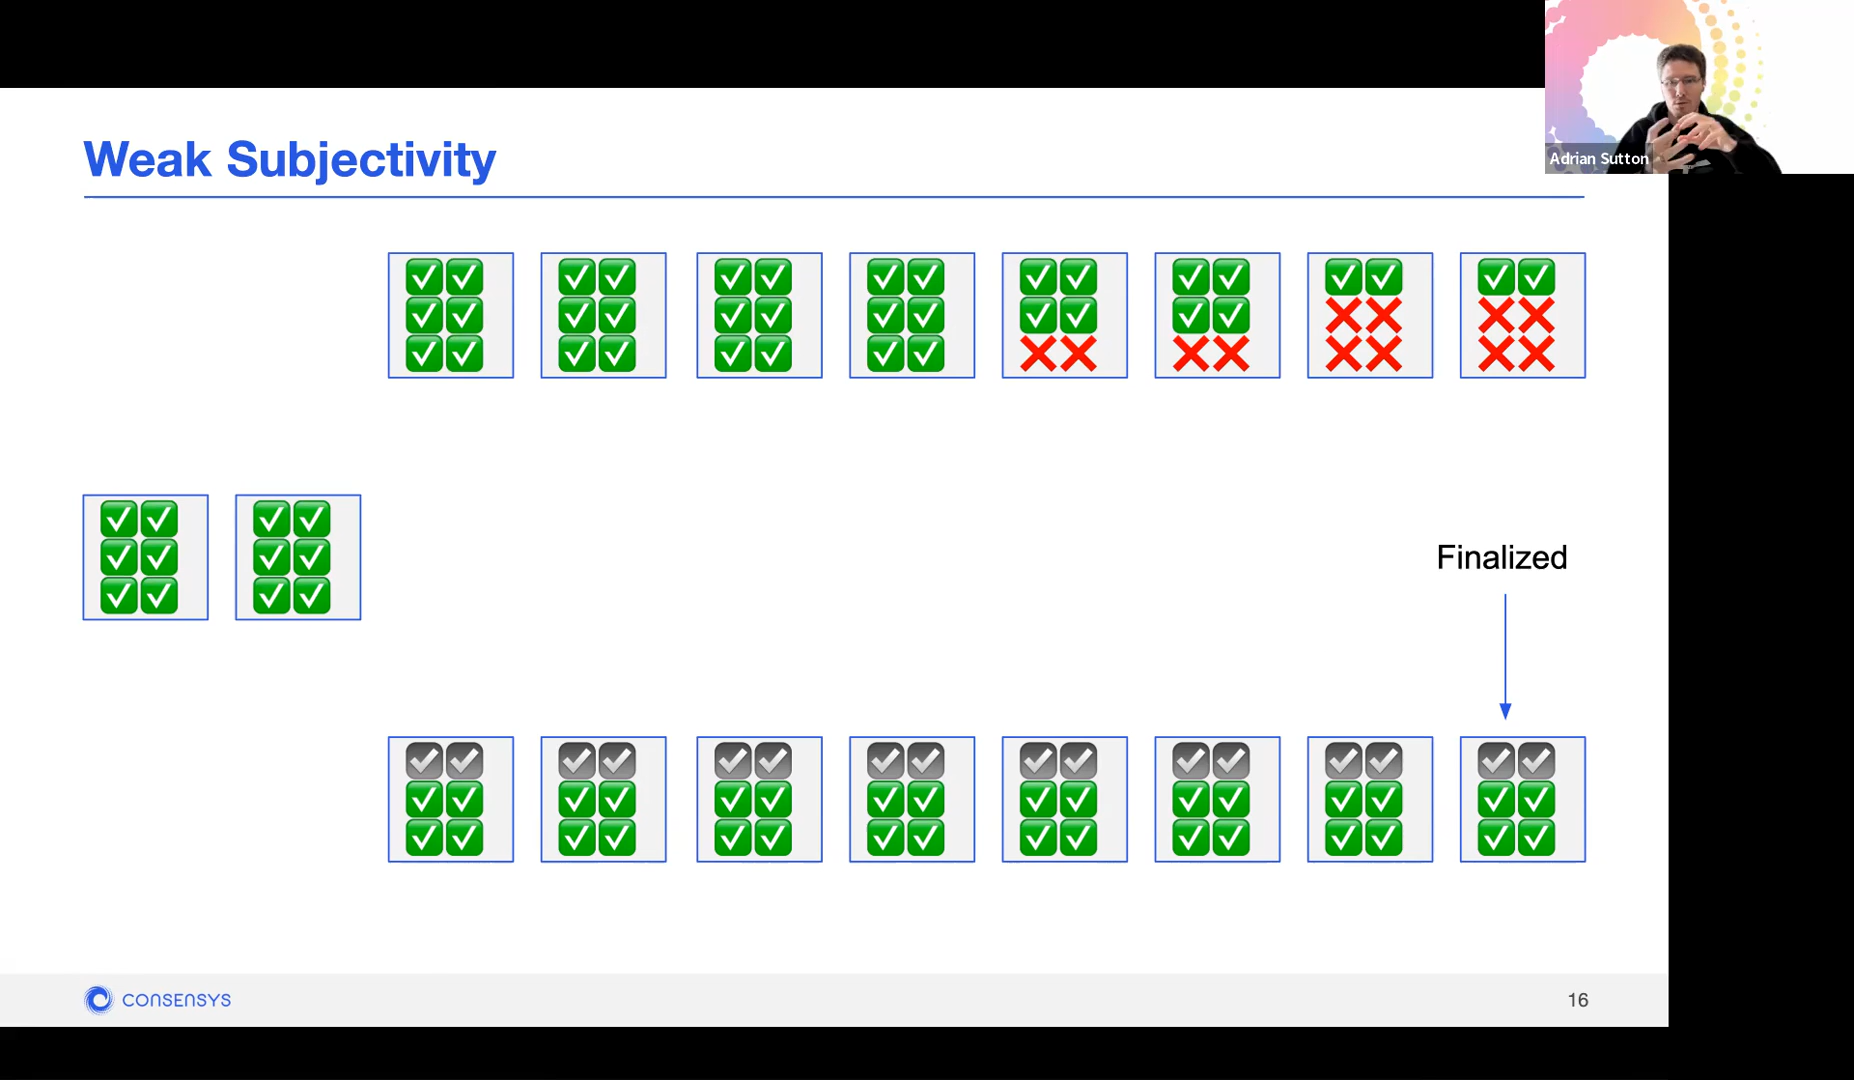 Adrian Sutton
Weak Subjectivity
Finalized
CONSENSYS
16